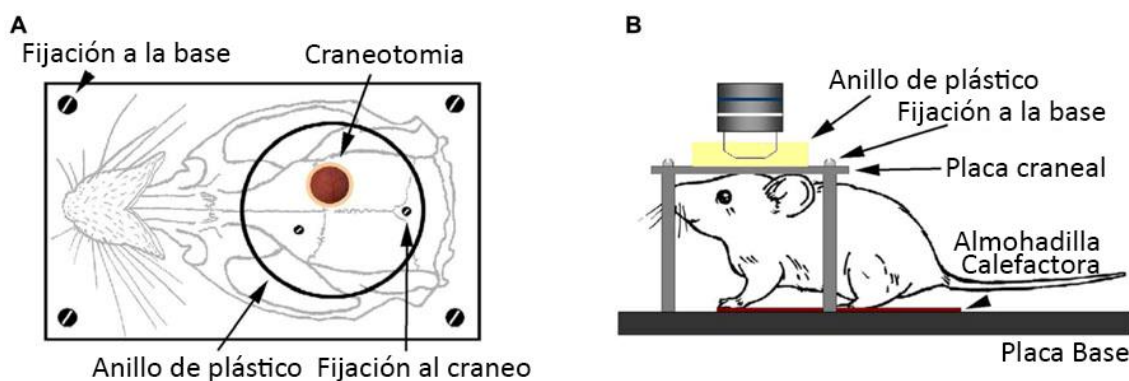 A
Fijación a la base
Craneotomia
Anillo de plástico
Fijación al craneo
B
Anillo de plástico
Fijación a la base
Placa craneal
Almohadilla
Calefactora
Placa Base